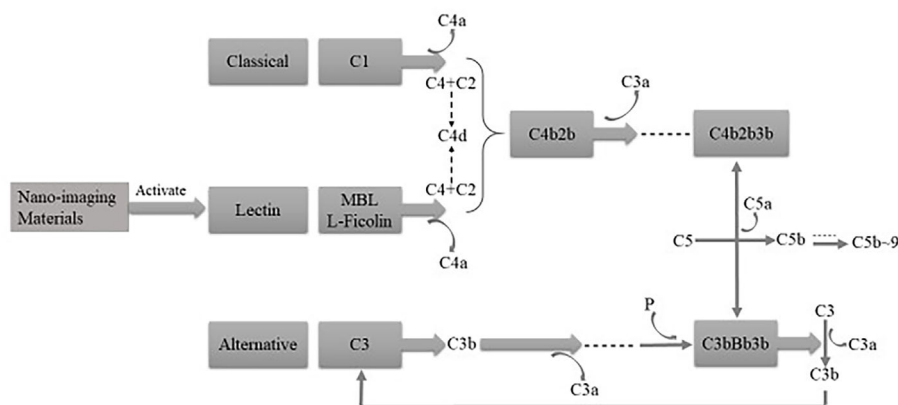 C4a
Classical
C1
C4+C2
C3a
C4d
C4b2b
C4b2b3b
Nano-imaging
Materials
Activate
Lectin
MBL
L-Ficolin
C4+C2
C4a
C5a
C5
C5b
C5b~9
Alternative
C3
C3b
C3a
P
C3bBb3b
C3
C3a
C3b